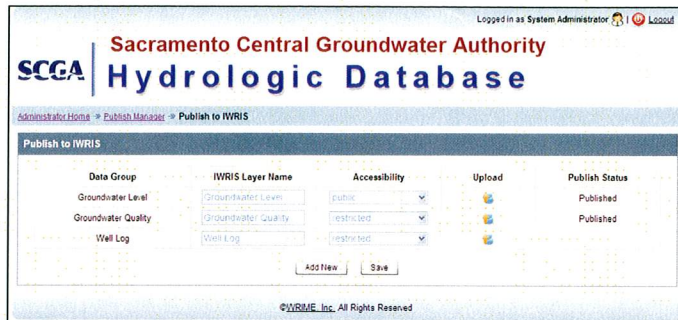 Logged in as System Administrator | Logout
SCGA
Sacramento Central Groundwater Authority
Hydrologic Database
Administrator Home » Publish Manager » Publish to IWRIS
Publish to IWRIS
Data Group IWRIS Layer Name Accessibility Upload Publish Status
Groundwater Level Groundwater Level public Published
Groundwater Quality Groundwater Quality restricted Published
Well Log Well Log restricted
Add New Save
©WRIME, Inc. All Rights Reserved